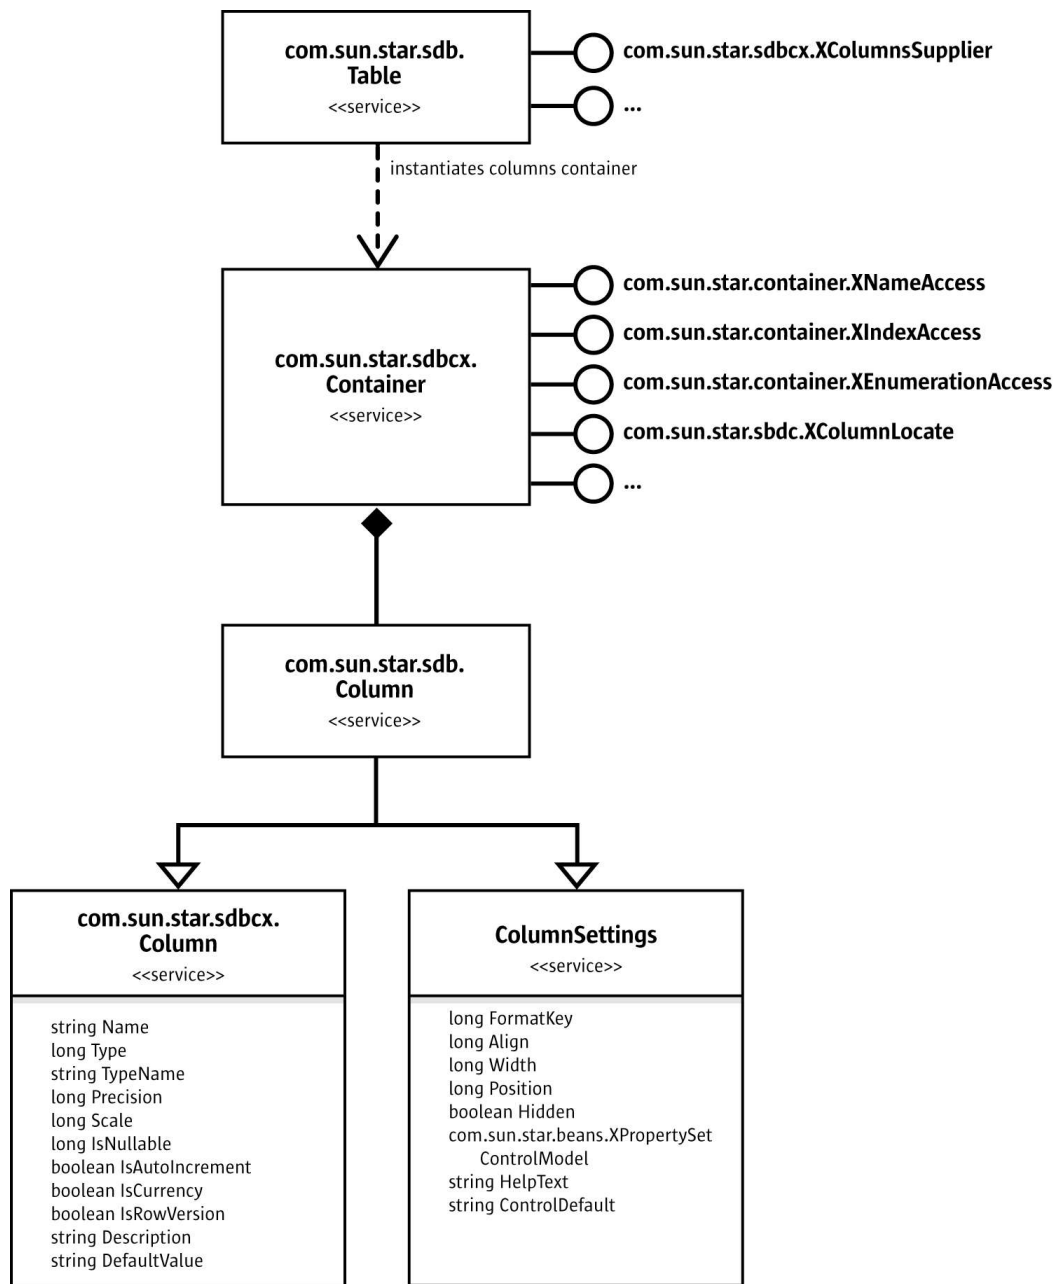 com.sun.star.sdb.
Table
<<service>>
com.sun.star.sdbcx.XColumnsSupplier
...
instantiates columns container
com.sun.star.sdbcx.
Container
<<service>>
com.sun.star.container.XNameAccess
com.sun.star.container.XIndexAccess
com.sun.star.container.XEnumerationAccess
com.sun.star.sbdc.XColumnLocate
...
com.sun.star.sdb.
Column
<<service>>
com.sun.star.sdbcx.
Column
<<service>>
string Name
long Type
string TypeName
long Precision
long Scale
long IsNullable
boolean IsAutoIncrement
boolean IsCurrency
boolean IsRowVersion
string Description
string DefaultValue
ColumnSettings
<<service>>
long FormatKey
long Align
long Width
long Position
boolean Hidden
com.sun.star.beans.XPropertySet
ControlModel
string HelpText
string ControlDefault